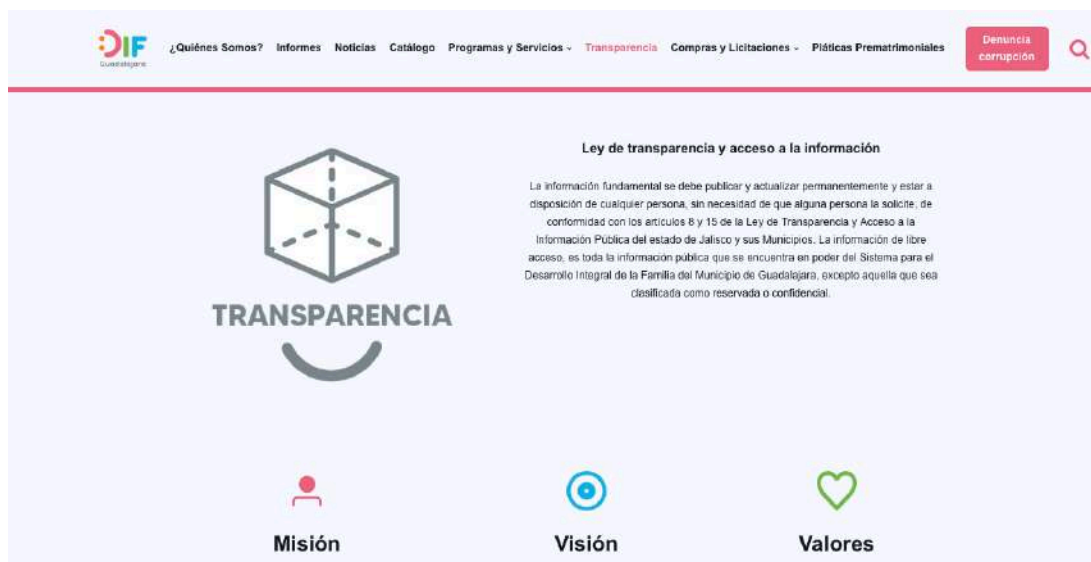 DIF
Guadalajara
¿Quiénes Somos? Informes Noticias Catálogo Programas y Servicios Transparencia Compras y Licitaciones Pláticas Prematrimoniales
Denuncia
corrupción
Ley de transparencia y acceso a la información
La información fundamental se debe publicar y actualizar permanentemente y estar a
disposición de cualquier persona, sin necesidad de que alguna persona la solicite, de
conformidad con los artículos 8 y 15 de la Ley de Transparencia y Acceso a la
Información Pública del estado de Jalisco y sus Municipios. La información de libre
acceso, es toda la información pública que se encuentra en poder del Sistema para el
Desarrollo Integral de la Familia del Municipio de Guadalajara, excepto aquella que sea
clasificada como reservada o confidencial.
TRANSPARENCIA
Misión
Visión
Valores